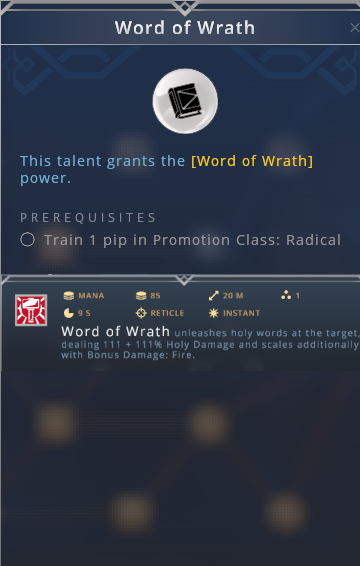 Word of Wrath
This talent grants the [Word of Wrath]
power.
PREREQUISITES
Train 1 pip in Promotion Class: Radical
MANA 85 20 M 1
9 S RETICLE INSTANT
Word of Wrath unleashes holy words at the target,
dealing 111 + 111% Holy Damage and scales additionally
with Bonus Damage: Fire.